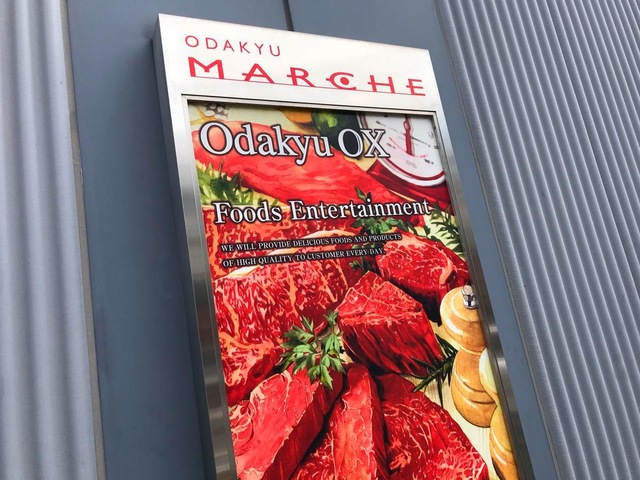 ODAKYU
MARCHE
Odakyu OX
Foods Entertainment
WE WILL PROVIDE DELICIOUS FOODS AND PRODUCTS
OF HIGH QUALITY TO CUSTOMER EVERY DAY.